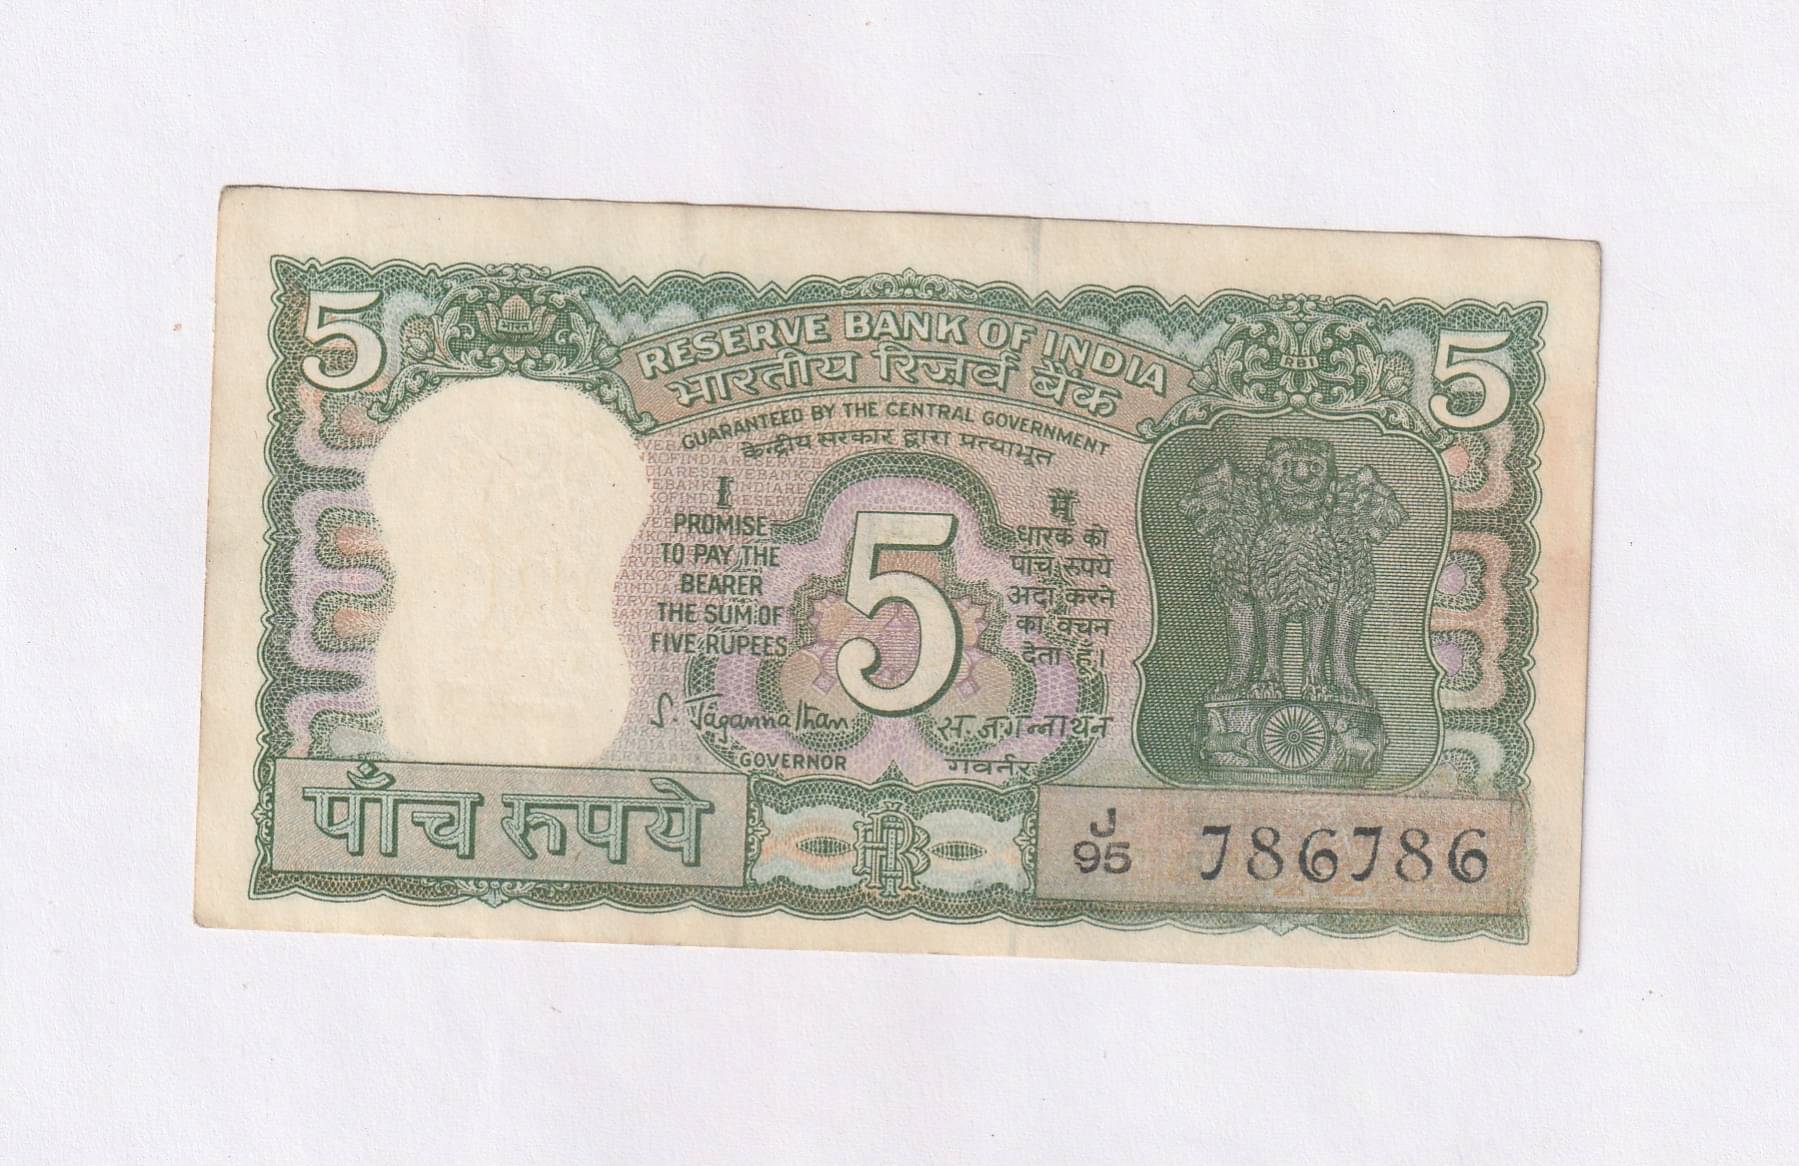 5
भारत
RESERVE BANK OF INDIA
RBI
5
भारतीय रिज़र्व बैंक
GUARANTEED BY THE CENTRAL GOVERNMENT
केन्द्रीय सरकार द्वारा प्रत्याभूत
I
PROMISE
TO PAY THE
BEARER
THE SUM OF
FIVE RUPEES
5
मैं
धारक को
पाँच रुपये
अदा करने
का वचन
देता हूँ।
S. Jagannathan
GOVERNOR
स. जगन्नाथन
गवर्नर
पाँच रुपये
J
95
786786